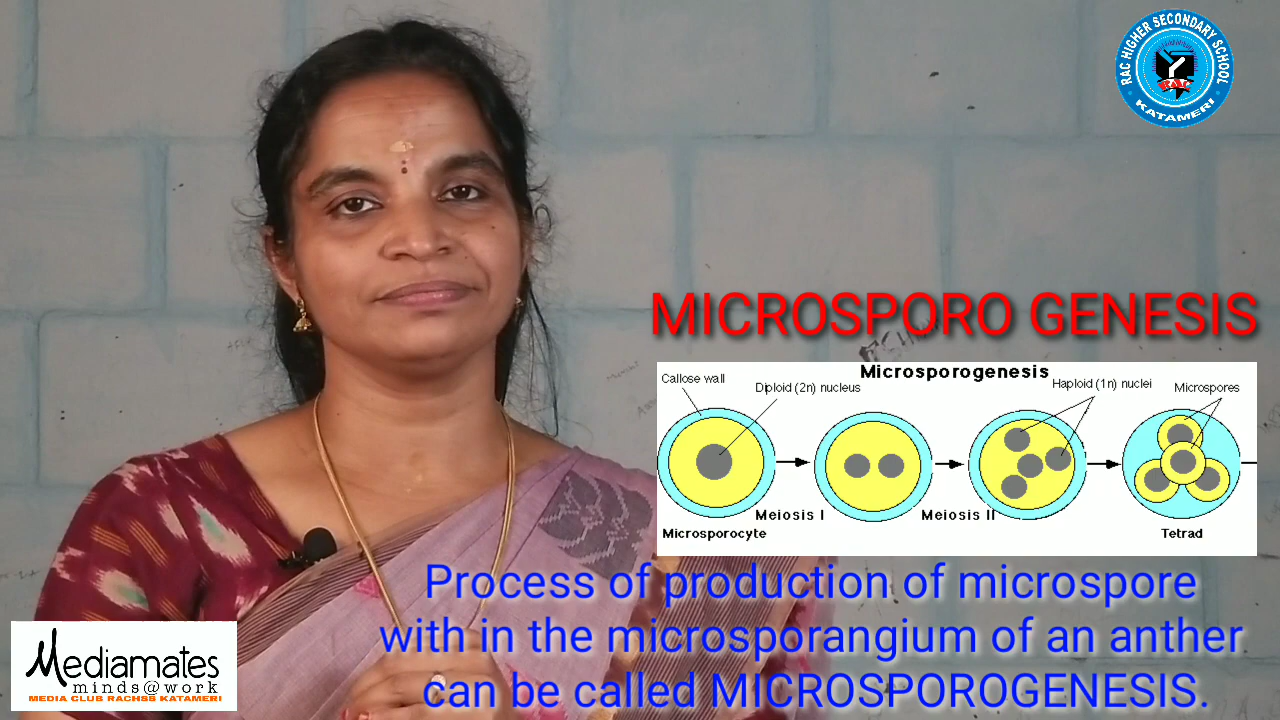 RAC HIGHER SECONDARY SCHOOL
RAC
KATAMERI
MICROSPORO GENESIS
Microsporogenesis
Callose wall
Diploid (2n) nucleus
Haploid (1n) nuclei
Microspores
Meiosis I
Meiosis II
Microsporocyte
Tetrad
Process of production of microspore
with in the microsporangium of an anther
can be called MICROSPOROGENESIS.
Mediamates
minds@work
MEDIA CLUB RACHSS KATAMERI